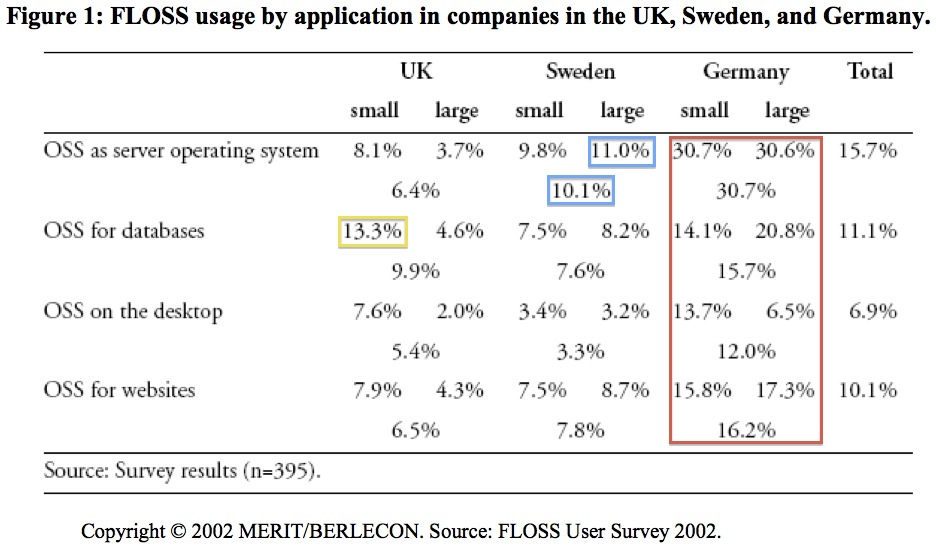 Figure 1: FLOSS usage by application in companies in the UK, Sweden, and Germany.
UK Sweden Germany Total
small large small large small large
OSS as server operating system 8.1% 3.7% 9.8% 11.0% 30.7% 30.6% 15.7%
6.4% 10.1% 30.7%
OSS for databases 13.3% 4.6% 7.5% 8.2% 14.1% 20.8% 11.1%
9.9% 7.6% 15.7%
OSS on the desktop 7.6% 2.0% 3.4% 3.2% 13.7% 6.5% 6.9%
5.4% 3.3% 12.0%
OSS for websites 7.9% 4.3% 7.5% 8.7% 15.8% 17.3% 10.1%
6.5% 7.8% 16.2%
Source: Survey results (n=395).
Copyright © 2002 MERIT/BERLECON. Source: FLOSS User Survey 2002.